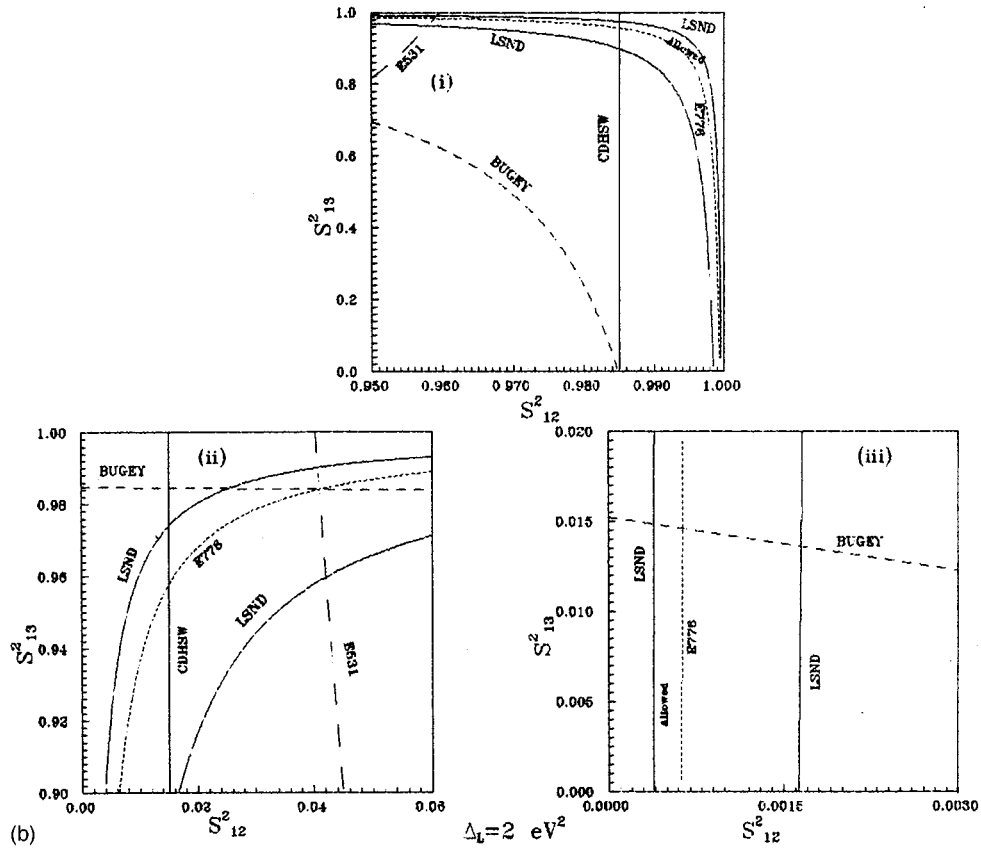 1.0
0.8
0.6
0.4
0.2
0.0
S²₁₃
LSND
Allowed
LSND
E531
(i)
E776
CDHSW
BUGEY
0.950
0.960
0.970
0.980
0.990
1.000
S²₁₂
1.00
0.98
0.96
0.94
0.92
0.90
S²₁₃
(ii)
BUGEY
LSND
E776
LSND
CDHSW
E531
0.00
0.02
0.04
0.06
S²₁₂
0.020
0.015
0.010
0.005
0.000
S²₁₃
(iii)
BUGEY
LSND
E776
LSND
Allowed
0.0000
0.0015
0.0030
S²₁₂
(b)
Δ_L=2 eV²